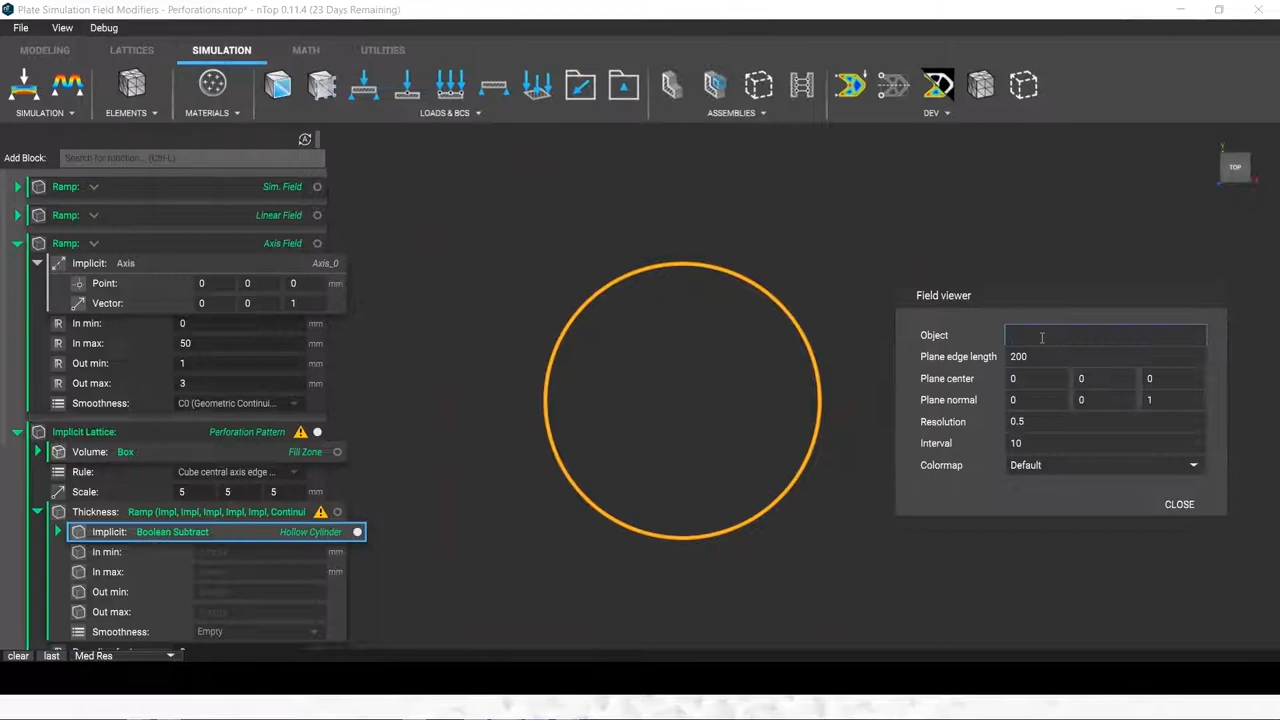 Plate Simulation Field Modifiers - Perforations.ntop* - nTop 0.11.4 (23 Days Remaining)
File View Debug
MODELING LATTICES SIMULATION MATH UTILITIES
SIMULATION ELEMENTS MATERIALS LOADS & BCS ASSEMBLIES DEV
Add Block: Search for function... (Ctrl-L)
Ramp: Sim. Field
Ramp: Linear Field
Ramp: Axis Field
Implicit: Axis Axis_0
Point: 0 0 0 mm
Vector: 0 0 1
In min: 0 mm
In max: 50 mm
Out min: 1 mm
Out max: 3 mm
Smoothness: C0 (Geometric Continui...
Implicit Lattice: Perforation Pattern
Volume: Box Fill Zone
Rule: Cube central axis edge ...
Scale: 5 5 5 mm
Thickness: Ramp (Impl, Impl, Impl, Impl, Impl, Continui
Implicit: Boolean Subtract Hollow Cylinder
In min: mm
In max: mm
Out min:
Out max:
Smoothness: Empty
clear last Med Res
Y
TOP
X
Field viewer
Object
Plane edge length 200
Plane center 0 0 0
Plane normal 0 0 1
Resolution 0.5
Interval 10
Colormap Default
CLOSE